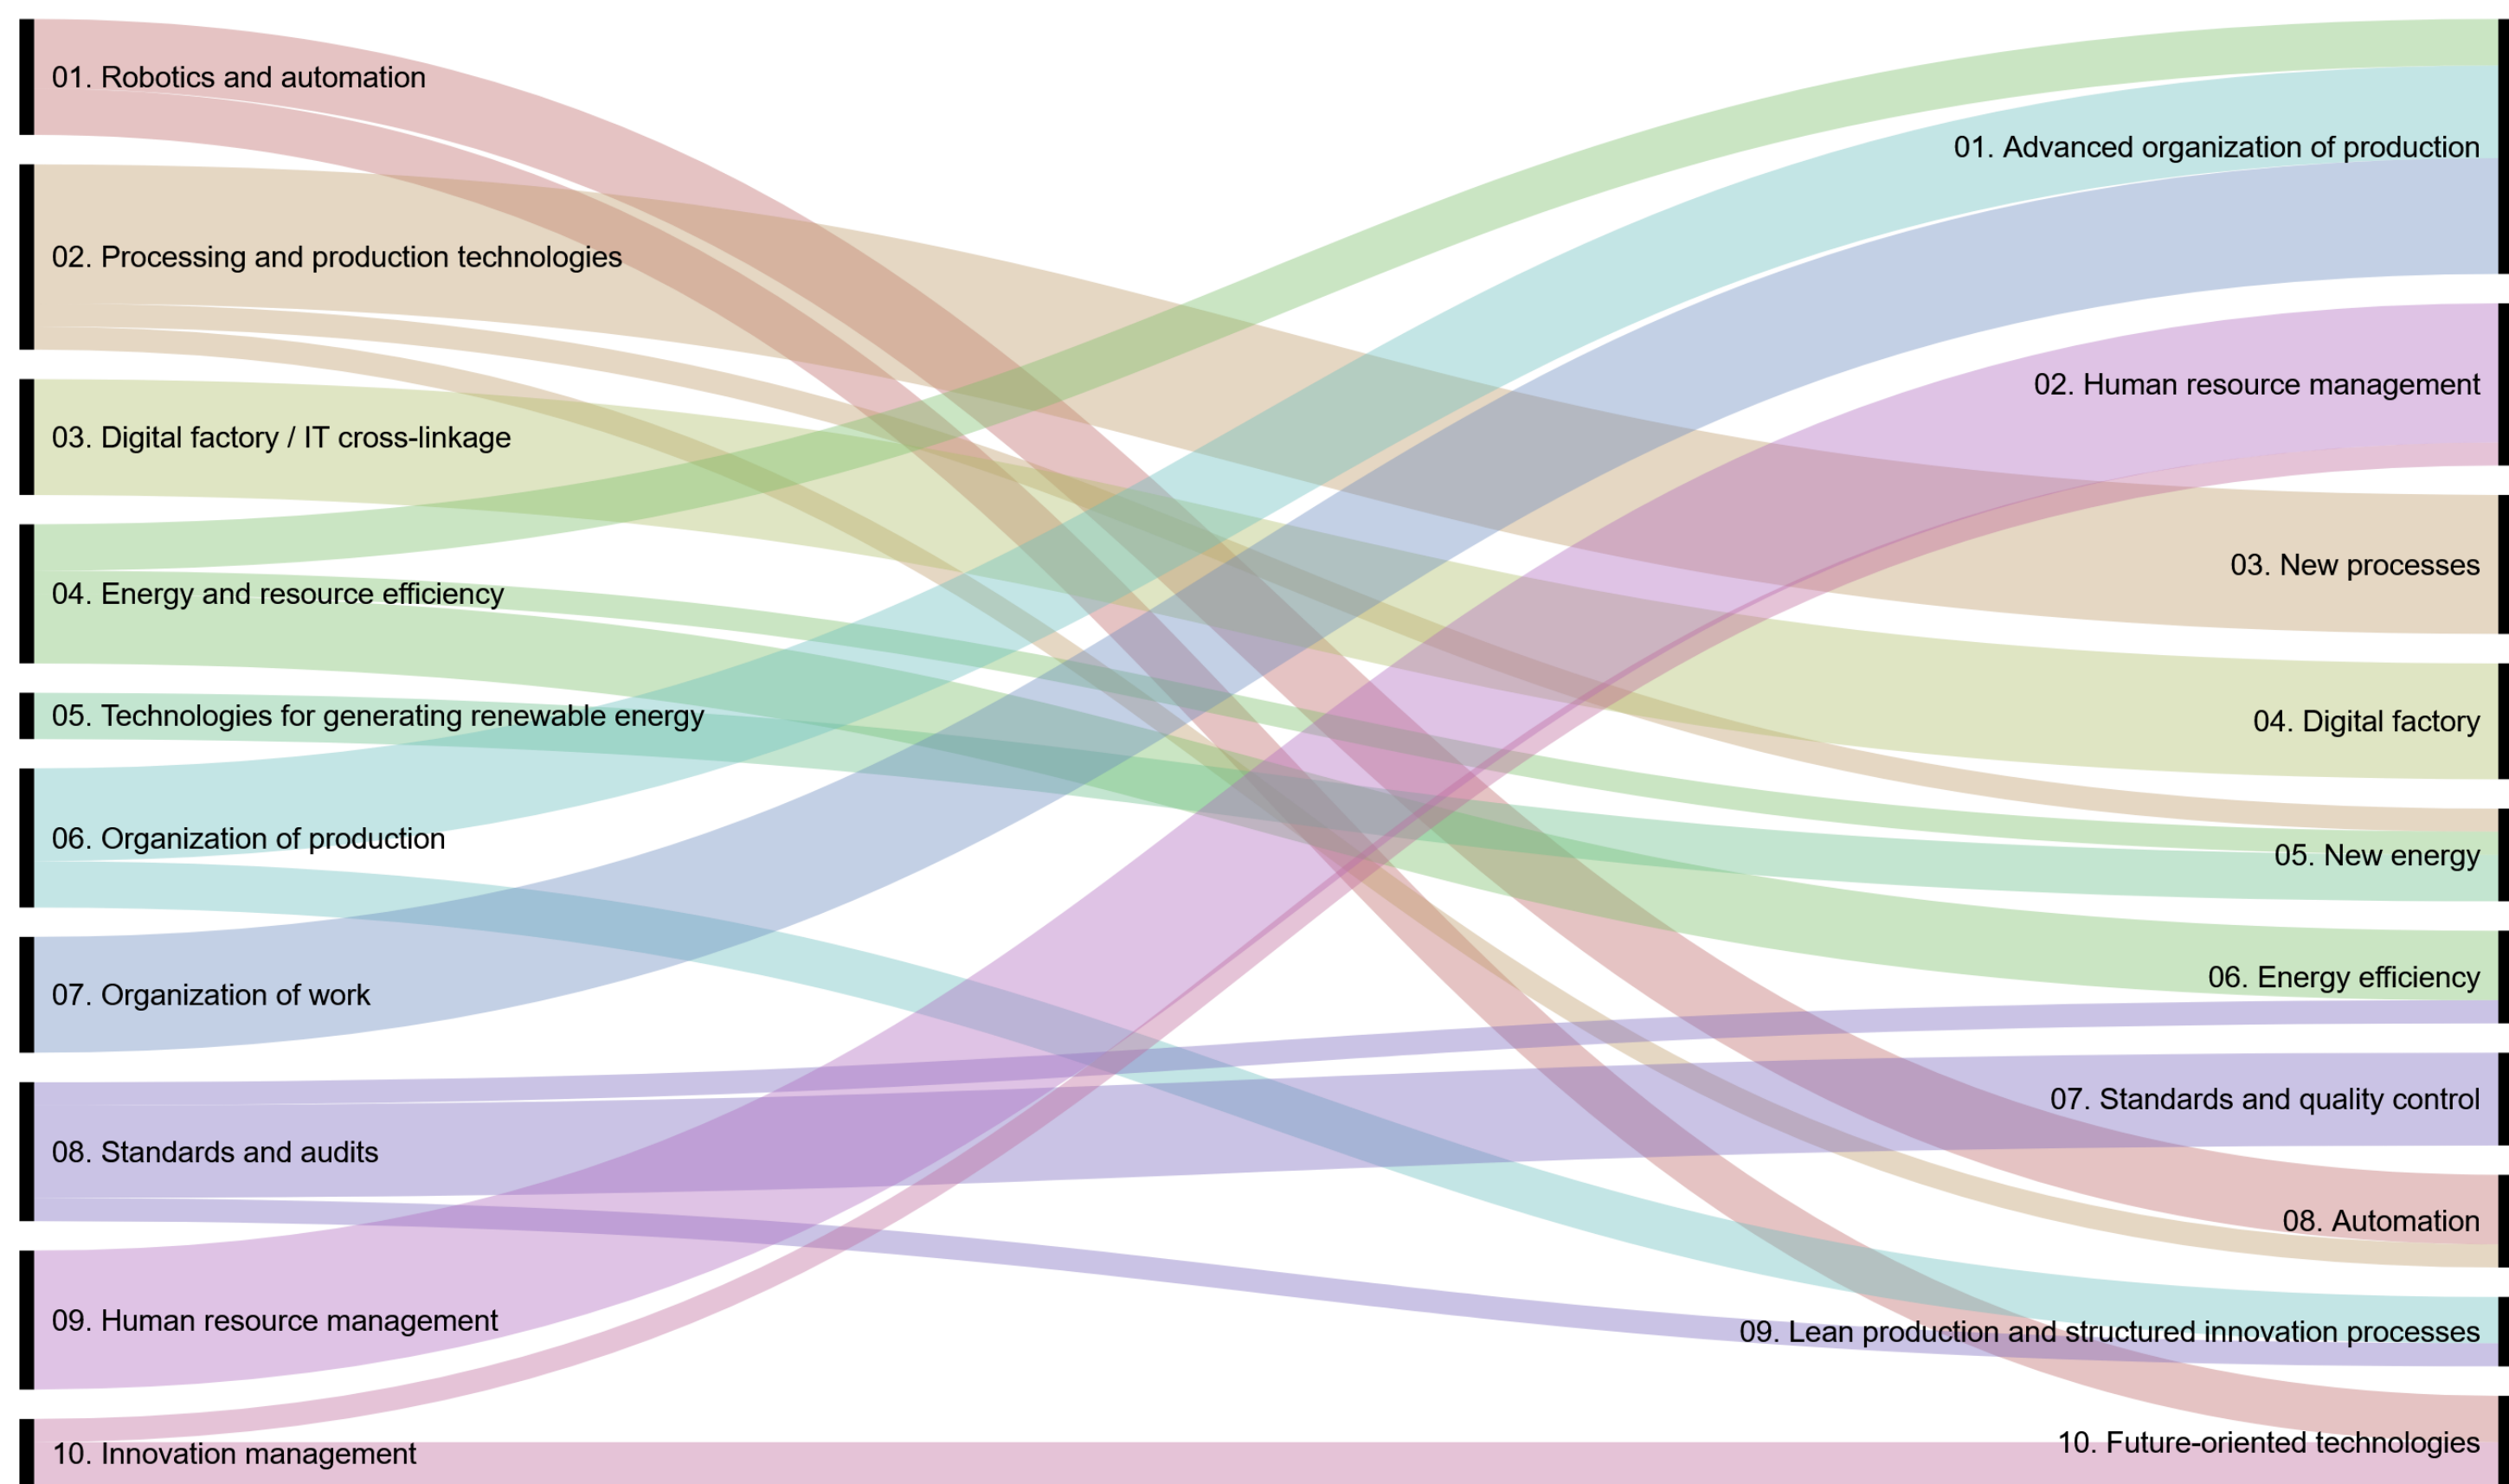 01. Robotics and automation
02. Processing and production technologies
03. Digital factory / IT cross-linkage
04. Energy and resource efficiency
05. Technologies for generating renewable energy
06. Organization of production
07. Organization of work
08. Standards and audits
09. Human resource management
10. Innovation management
01. Advanced organization of production
02. Human resource management
03. New processes
04. Digital factory
05. New energy
06. Energy efficiency
07. Standards and quality control
08. Automation
09. Lean production and structured innovation processes
10. Future-oriented technologies